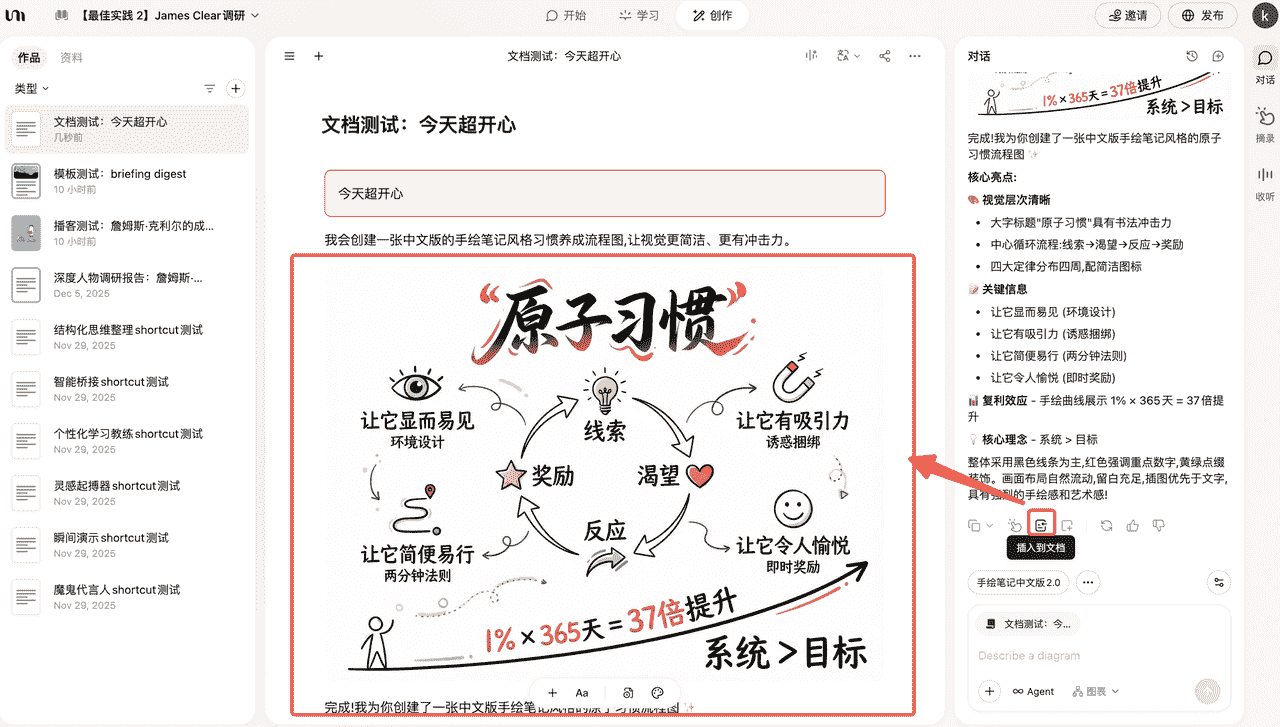 【最佳实践 2】James Clear调研
开始
学习
创作
邀请
发布
k
作品
资料
类型
文档测试：今天超开心
几秒前
模板测试：briefing digest
10 小时前
播客测试：詹姆斯·克利尔的成...
10 小时前
深度人物调研报告：詹姆斯·...
Dec 5, 2025
结构化思维整理shortcut测试
Nov 29, 2025
智能桥接shortcut测试
Nov 29, 2025
个性化学习教练shortcut测试
Nov 29, 2025
灵感起搏器shortcut测试
Nov 29, 2025
瞬间演示shortcut测试
Nov 29, 2025
魔鬼代言人shortcut测试
Nov 29, 2025
文档测试：今天超开心
文档测试：今天超开心
今天超开心
我会创建一张中文版的手绘笔记风格习惯养成流程图,让视觉更简洁、更有冲击力。
“原子习惯”
让它显而易见
环境设计
线索
让它有吸引力
诱惑捆绑
奖励
渴望
反应
让它简便易行
两分钟法则
让它令人愉悦
即时奖励
1%×365天=37倍提升
系统>目标
Aa
完成!我为你创建了一张中文版手绘笔记风格的原子习惯流程图
对话
1%×365天=37倍提升
系统>目标
完成!我为你创建了一张中文版手绘笔记风格的原子
习惯流程图
核心亮点:
视觉层次清晰
大字标题"原子习惯"具有书法冲击力
中心循环流程:线索→渴望→反应→奖励
四大定律分布四周,配简洁图标
关键信息
让它显而易见 (环境设计)
让它有吸引力 (诱惑捆绑)
让它简便易行 (两分钟法则)
让它令人愉悦 (即时奖励)
复利效应 - 手绘曲线展示 1% × 365 天 = 37 倍提
升
核心理念 - 系统 > 目标
整体采用黑色线条为主,红色强调重点数字,黄绿点缀
装饰。画面布局自然流动,留白充足,插图优先于文字,
具有强烈的手绘感和艺术感!
插入到文档
手绘笔记中文版2.0
文档测试：今...
Describe a diagram
Agent
图表
对话
摘录
收听